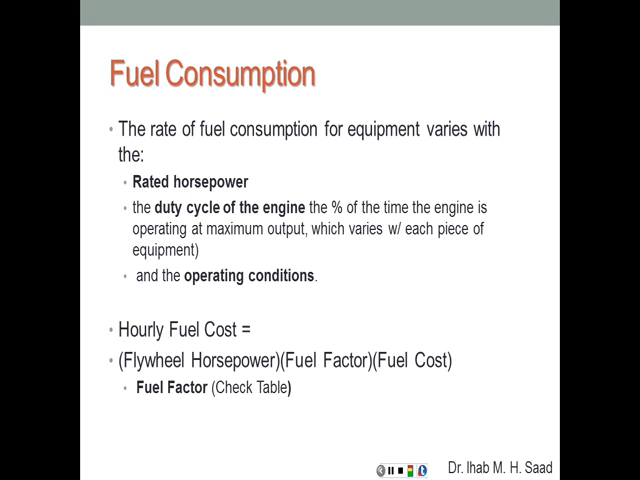 Fuel Consumption
• The rate of fuel consumption for equipment varies with
the:
• Rated horsepower
• the duty cycle of the engine the % of the time the engine is
operating at maximum output, which varies w/ each piece of
equipment)
• and the operating conditions.
• Hourly Fuel Cost =
• (Flywheel Horsepower)(Fuel Factor)(Fuel Cost)
• Fuel Factor (Check Table)
Dr. Ihab M. H. Saad